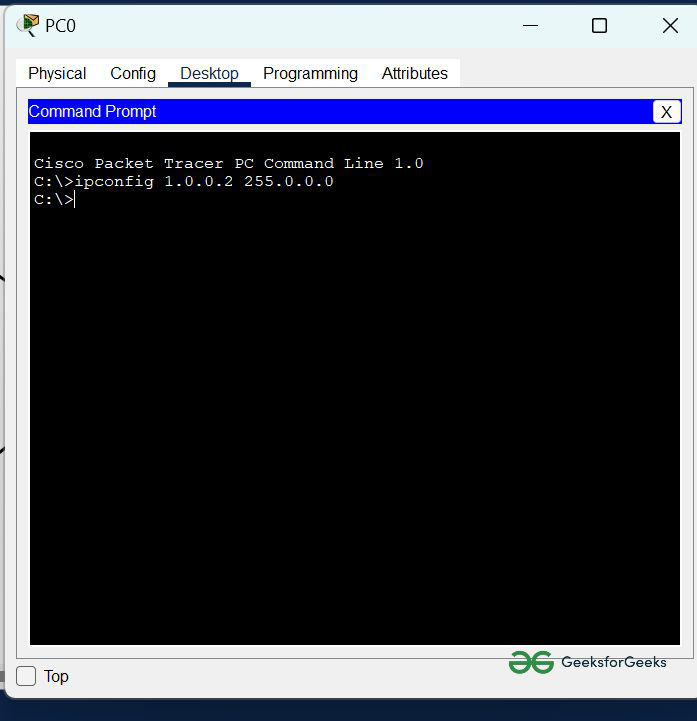 PC0
Physical Config Desktop Programming Attributes
Command Prompt X
Cisco Packet Tracer PC Command Line 1.0
C:\>ipconfig 1.0.0.2 255.0.0.0
C:\>
Top
GeeksforGeeks